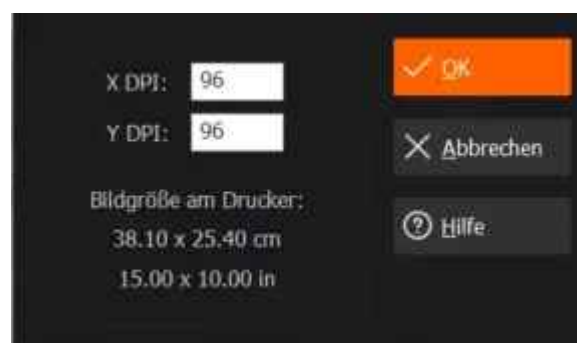 X DPI: 96
OK
Y DPI: 96
Abbrechen
Bildgröße am Drucker:
Hilfe
38.10 x 25.40 cm
15.00 x 10.00 in